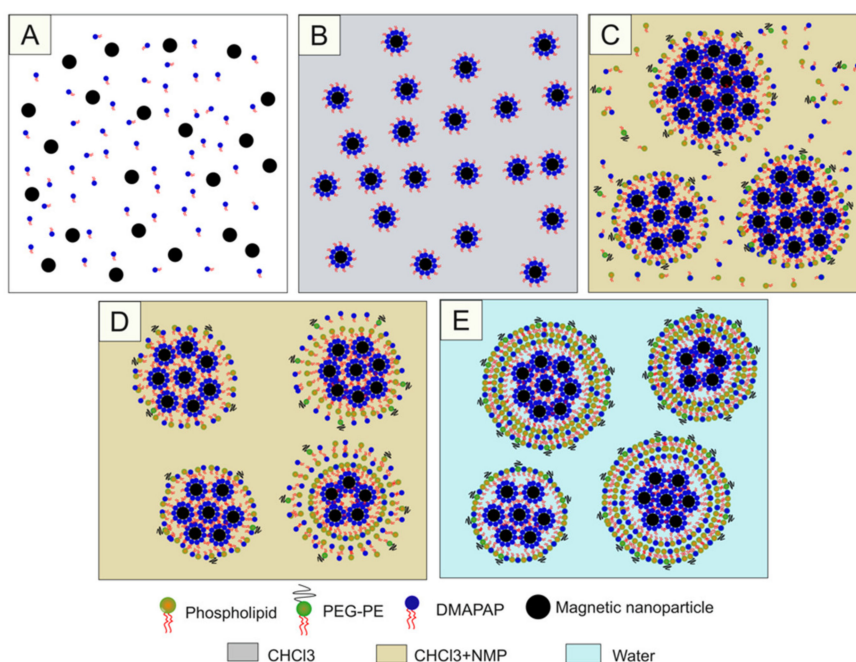 A
B
C
D
E
Phospholipid
PEG-PE
DMAPAP
Magnetic nanoparticle
CHCl3
CHCl3+NMP
Water